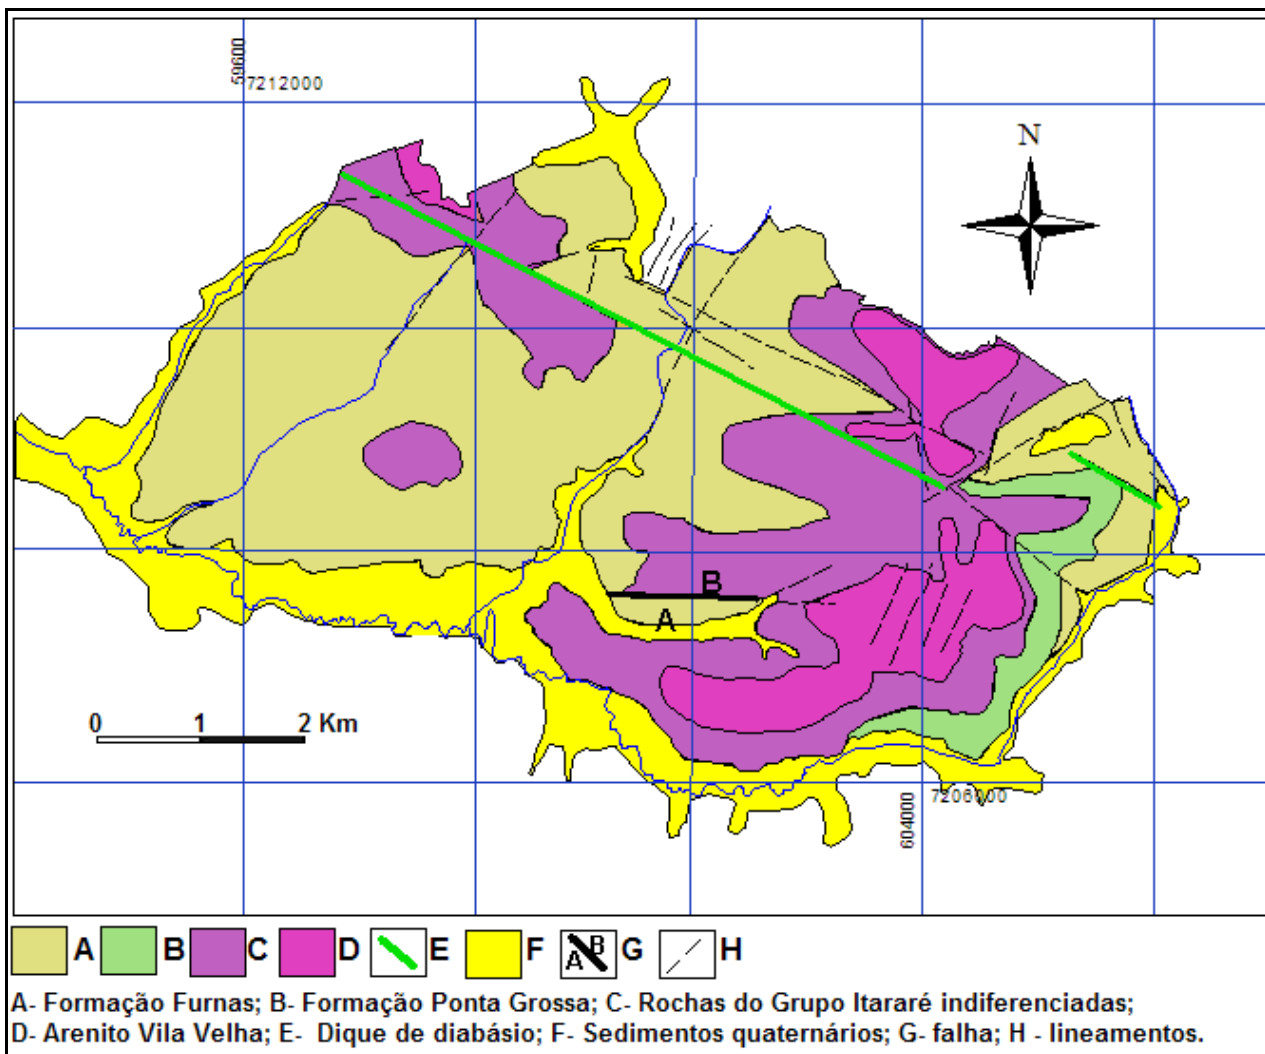 59600
7212000
N
B
A
0 1 2 Km
604000
7206000
A B C D E F A B G H
A- Formação Furnas; B- Formação Ponta Grossa; C- Rochas do Grupo Itararé indiferenciadas;
D- Arenito Vila Velha; E- Dique de diabásio; F- Sedimentos quaternários; G- falha; H - lineamentos.